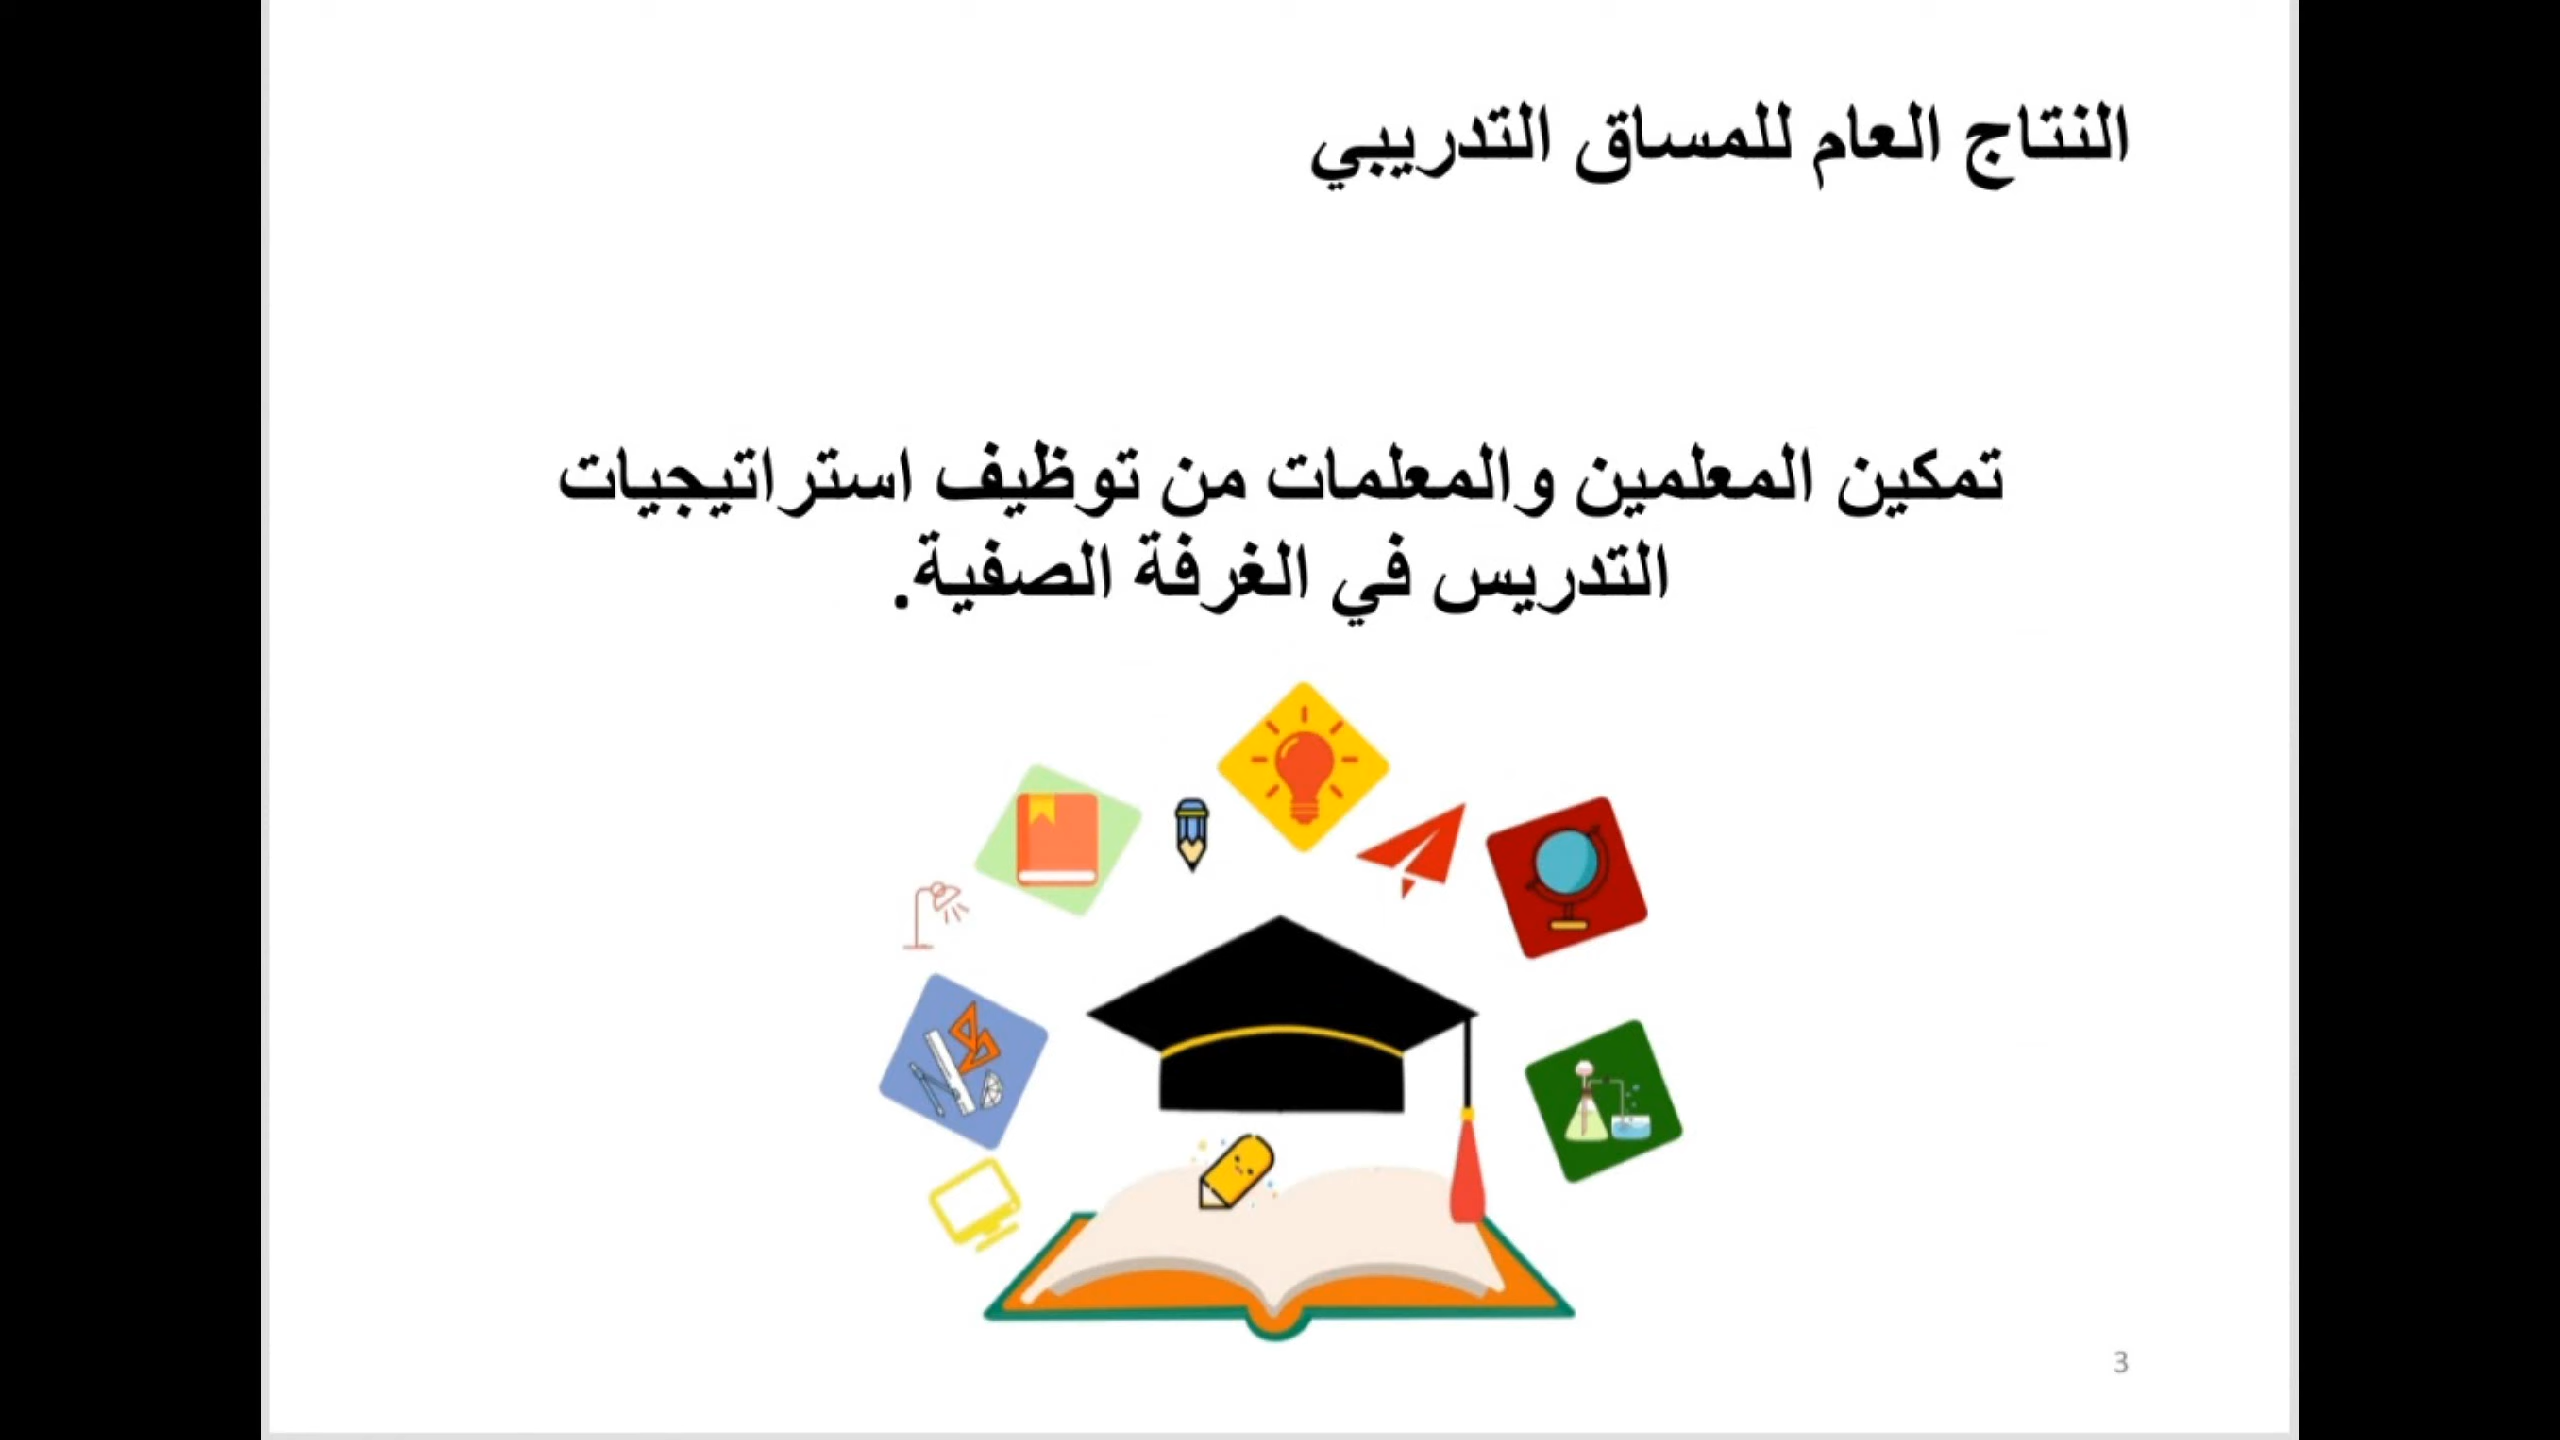 النتاج العام للمساق التدريبي
تمكين المعلمين والمعلمات من توظيف استراتيجيات
التدريس في الغرفة الصفية.
3